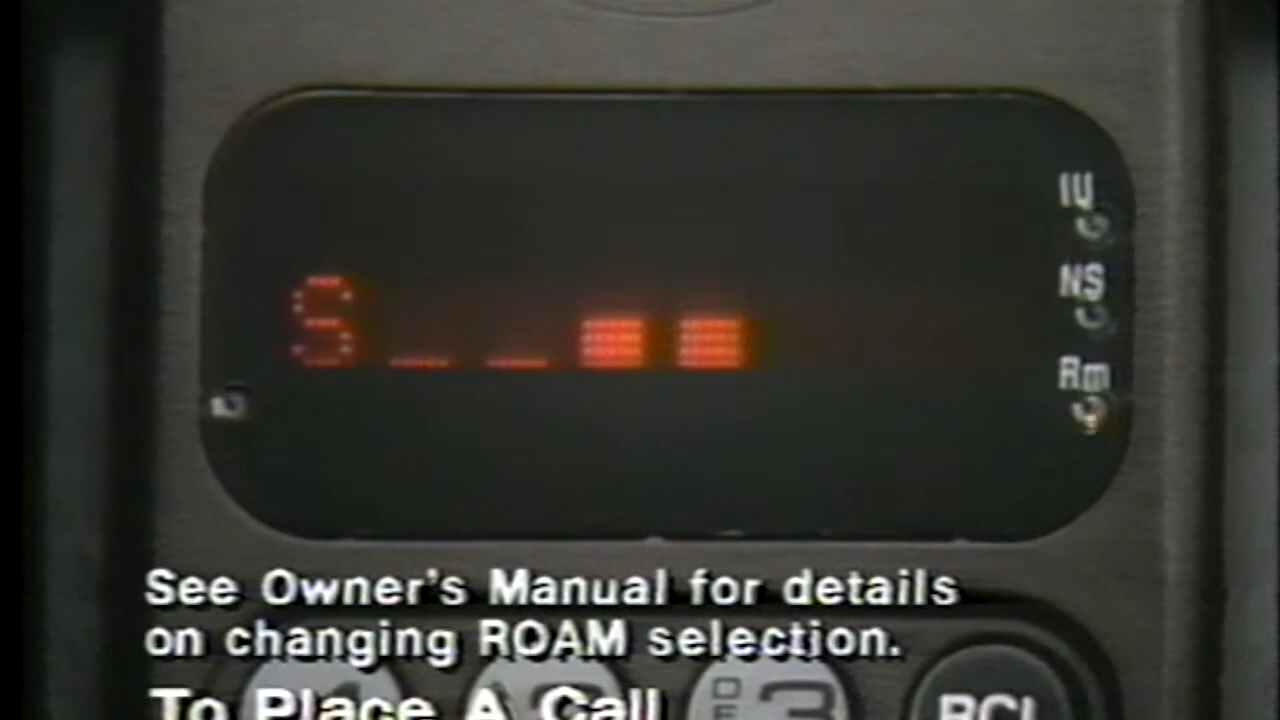 IU
NS
S _ _
Rm
See Owner's Manual for details
on changing ROAM selection.
To Place A Call
3
RCL